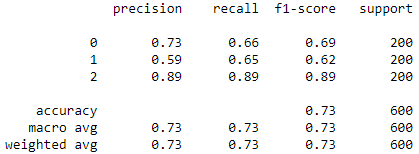 precision recall f1-score support
0 0.73 0.66 0.69 200
1 0.59 0.65 0.62 200
2 0.89 0.89 0.89 200
accuracy 0.73 600
macro avg 0.73 0.73 0.73 600
weighted avg 0.73 0.73 0.73 600